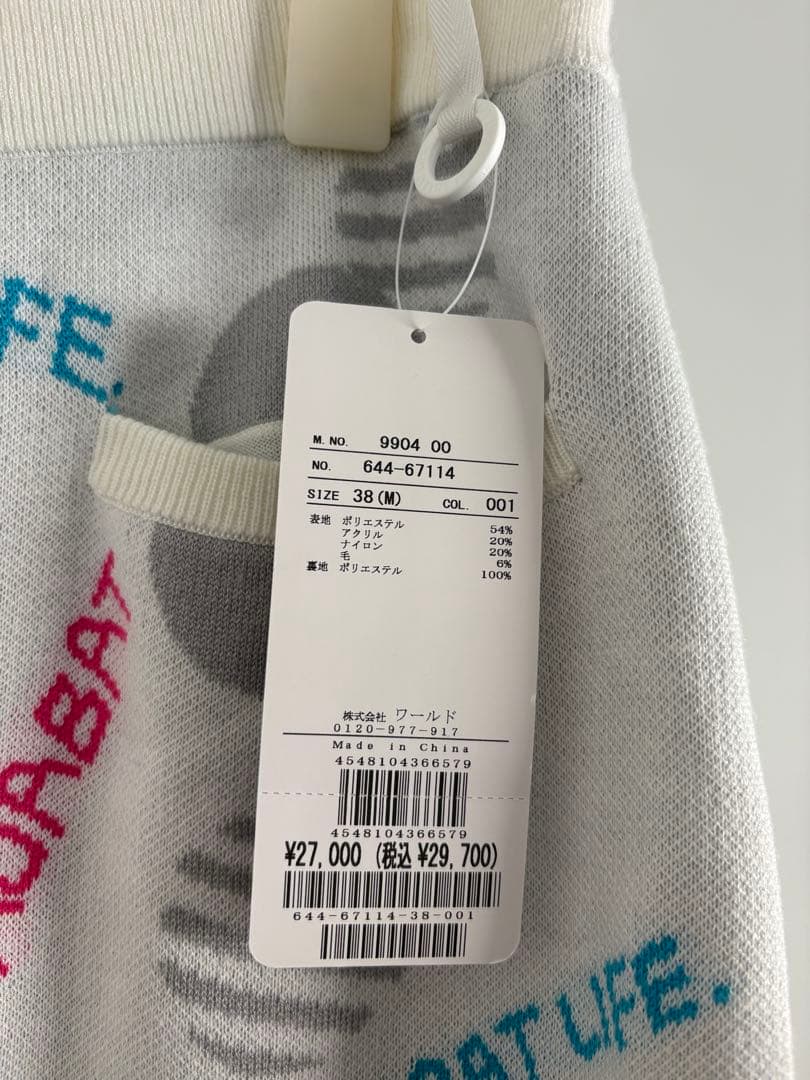 FE.
M. NO. 9904 00
NO. 644-67114
SIZE 38(M) COL. 001
表地 ポリエステル 54%
アクリル 20%
ナイロン 20%
毛 6%
裏地 ポリエステル 100%
株式会社 ワールド
0120-977-917
Made in China
4548104366579
4548104366579
¥27,000 (税込¥29,700)
644-67114-38-001
AT LIFE.